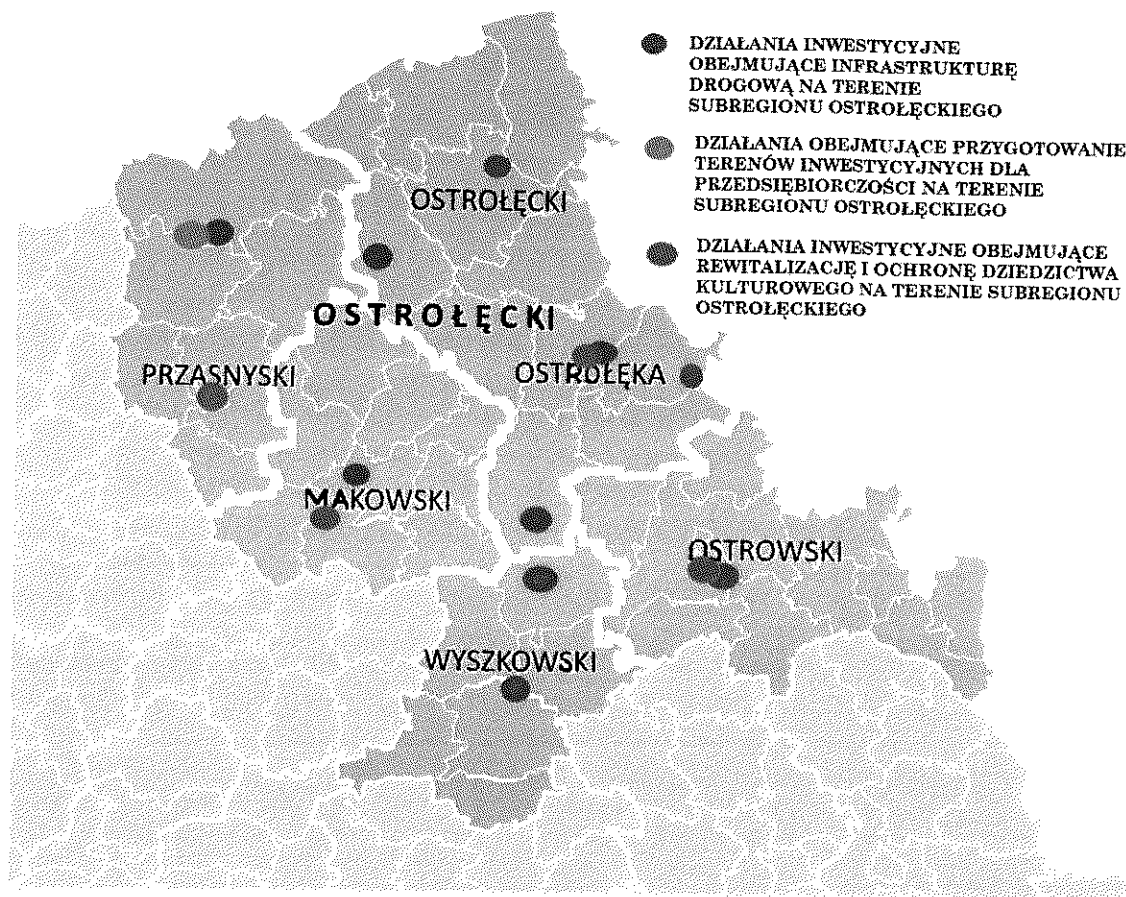 DZIAŁANIA INWESTYCYJNE
OBEJMUJĄCE INFRASTRUKTURĘ
DROGOWĄ NA TERENIE
SUBREGIONU OSTROŁĘCKIEGO
DZIAŁANIA OBEJMUJĄCE PRZYGOTOWANIE
TERENÓW INWESTYCYJNYCH DLA
PRZEDSIĘBIORCZOŚCI NA TERENIE
SUBREGIONU OSTROŁĘCKIEGO
DZIAŁANIA INWESTYCYJNE OBEJMUJĄCE
REWITALIZACJĘ I OCHRONĘ DZIEDZICTWA
KULTUROWEGO NA TERENIE SUBREGIONU
OSTROŁĘCKIEGO
OSTROŁĘCKI
OSTROŁĘCKI
PRZASNYSKI
OSTROŁĘKA
MAKOWSKI
OSTROWSKI
WYSZKOWSKI